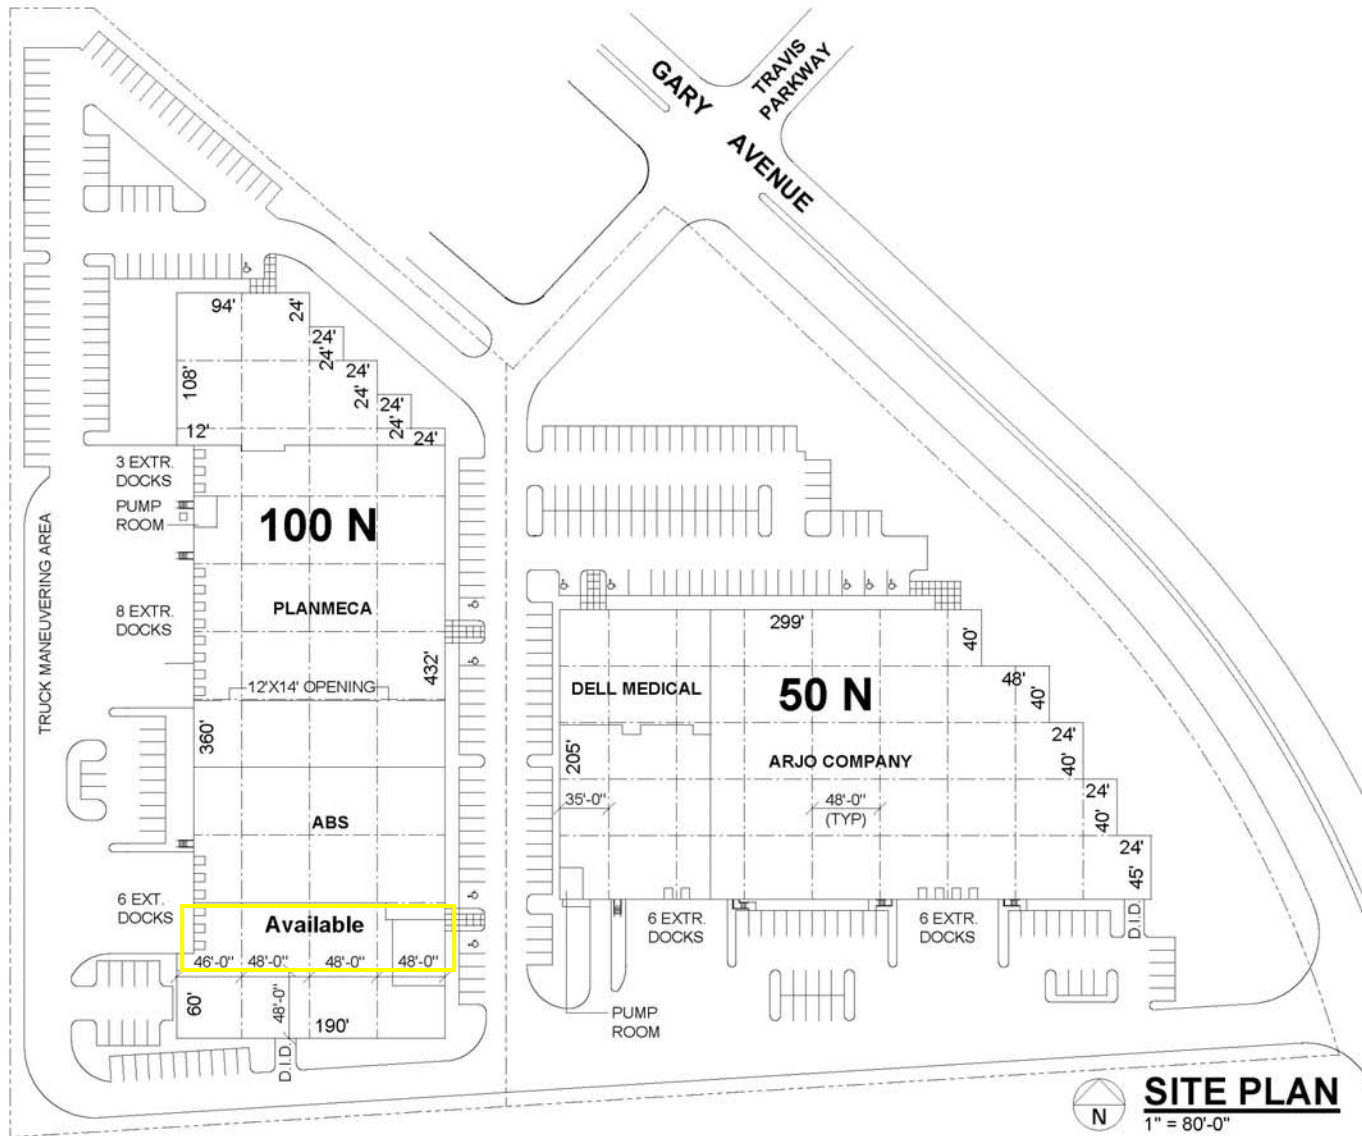 GARY
AVENUE
TRAVIS
PARKWAY
94'
24'
24'
24'
24'
24'
24'
24'
24'
108'
12'
3 EXTR.
DOCKS
PUMP
ROOM
100 N
TRUCK MANEUVERING AREA
8 EXTR.
DOCKS
PLANMECA
432'
12'X14' OPENING
360'
ABS
6 EXT.
DOCKS
Available
46'-0"
48'-0"
48'-0"
48'-0"
60'
48'-0"
190'
D.I.D.
299'
40'
DELL MEDICAL
50 N
48'
40'
24'
40'
205'
ARJO COMPANY
35'-0"
48'-0"
(TYP)
24'
40'
24'
45'
6 EXTR.
DOCKS
6 EXTR.
DOCKS
D.I.D.
PUMP
ROOM
N
SITE PLAN
1" = 80'-0"